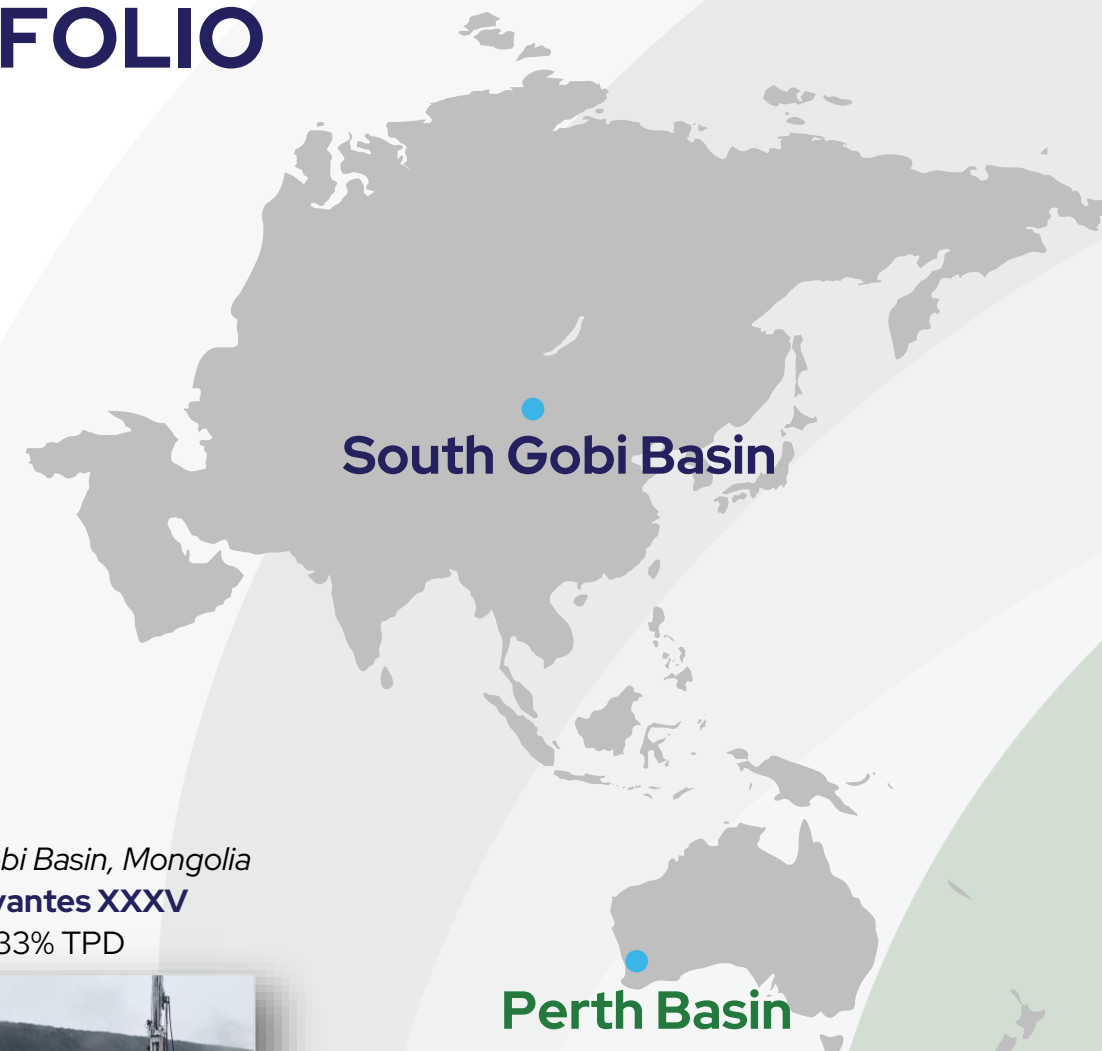 FOLIO
South Gobi Basin
bi Basin, Mongolia
vantes XXXV
33% TPD
Perth Basin